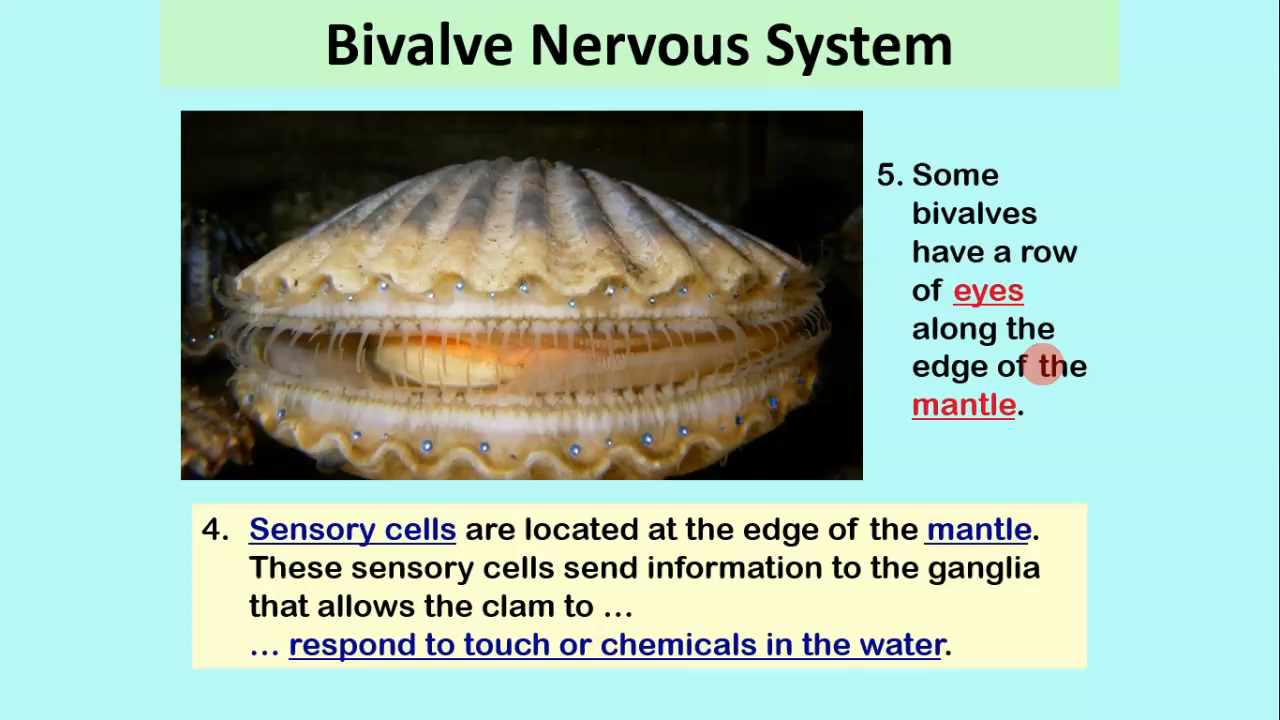 Bivalve Nervous System
5. Some
bivalves
have a row
of eyes
along the
edge of the
mantle.
4. Sensory cells are located at the edge of the mantle.
These sensory cells send information to the ganglia
that allows the clam to …
… respond to touch or chemicals in the water.